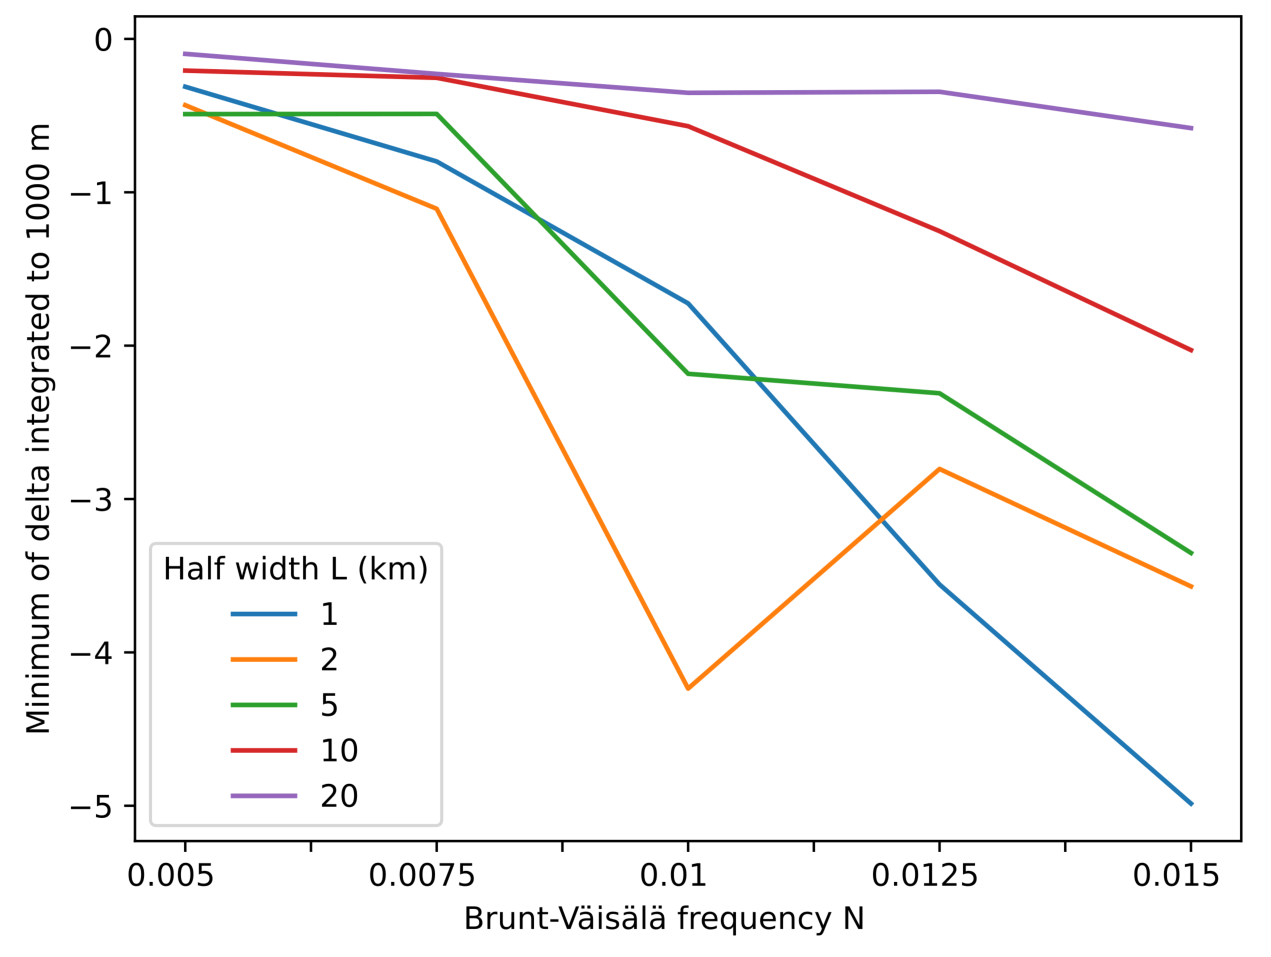 0
−1
−2
−3
−4
−5
Minimum of delta integrated to 1000 m
Half width L (km)
1
2
5
10
20
0.005 0.0075 0.01 0.0125 0.015
Brunt-Väisälä frequency N